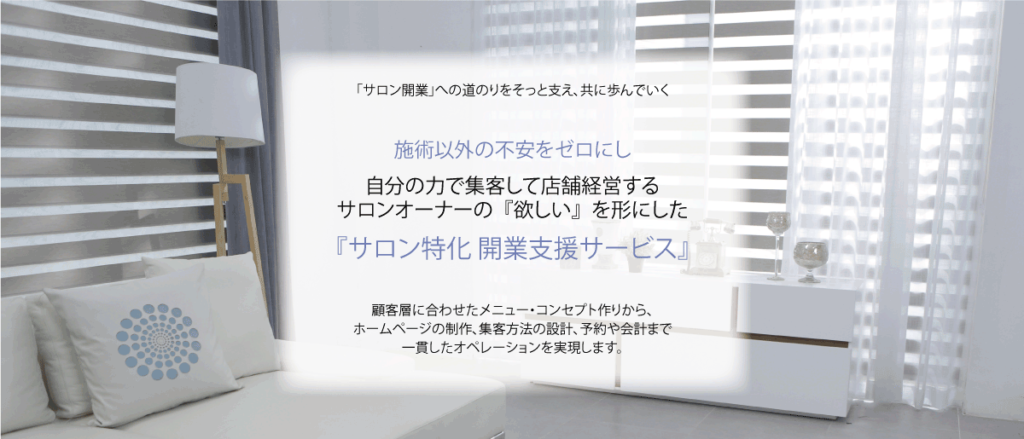 「サロン開業」への道のりをそっと支え、共に歩んでいく
施術以外の不安をゼロにし
自分の力で集客して店舗経営する
サロンオーナーの『欲しい』を形にした
『サロン特化 開業支援サービス』
顧客層に合わせたメニュー・コンセプト作りから、
ホームページの制作、集客方法の設計、予約や会計まで
一貫したオペレーションを実現します。